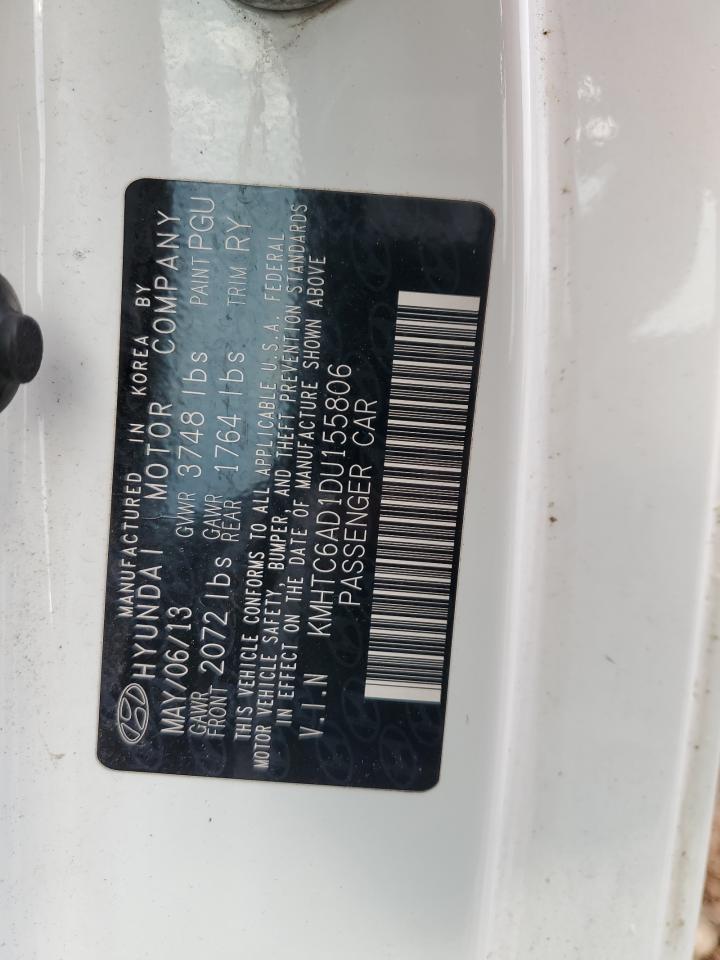 MANUFACTURED IN KOREA BY
HYUNDAI MOTOR COMPANY
MAY/06/13 GVWR 3748 lbs PAINT PGU
GAWR FRONT 2072 lbs GAWR REAR 1764 lbs TRIM RY
THIS VEHICLE CONFORMS TO ALL APPLICABLE U.S.A. FEDERAL
MOTOR VEHICLE SAFETY, BUMPER, AND THEFT PREVENTION STANDARDS
IN EFFECT ON THE DATE OF MANUFACTURE SHOWN ABOVE
V.I.N KMHTC6AD1DU155806
PASSENGER CAR